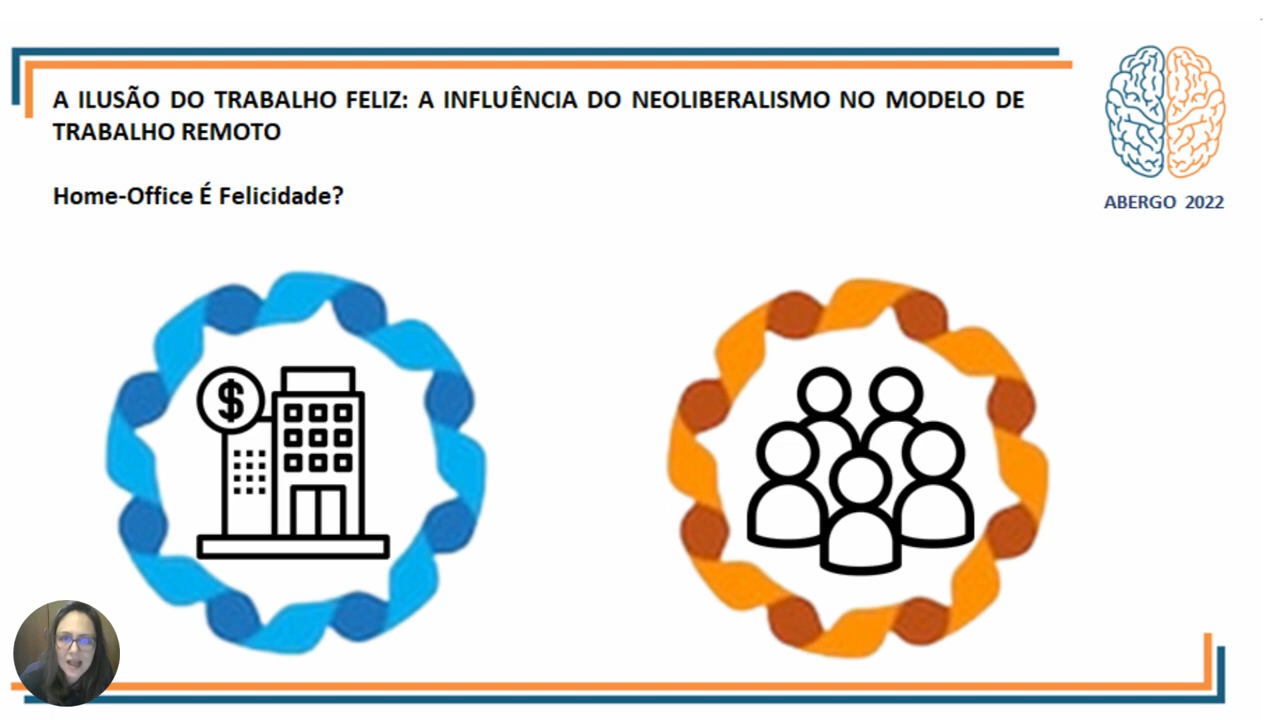 A ILUSÃO DO TRABALHO FELIZ: A INFLUÊNCIA DO NEOLIBERALISMO NO MODELO DE
TRABALHO REMOTO
Home-Office É Felicidade?
ABERGO 2022
$